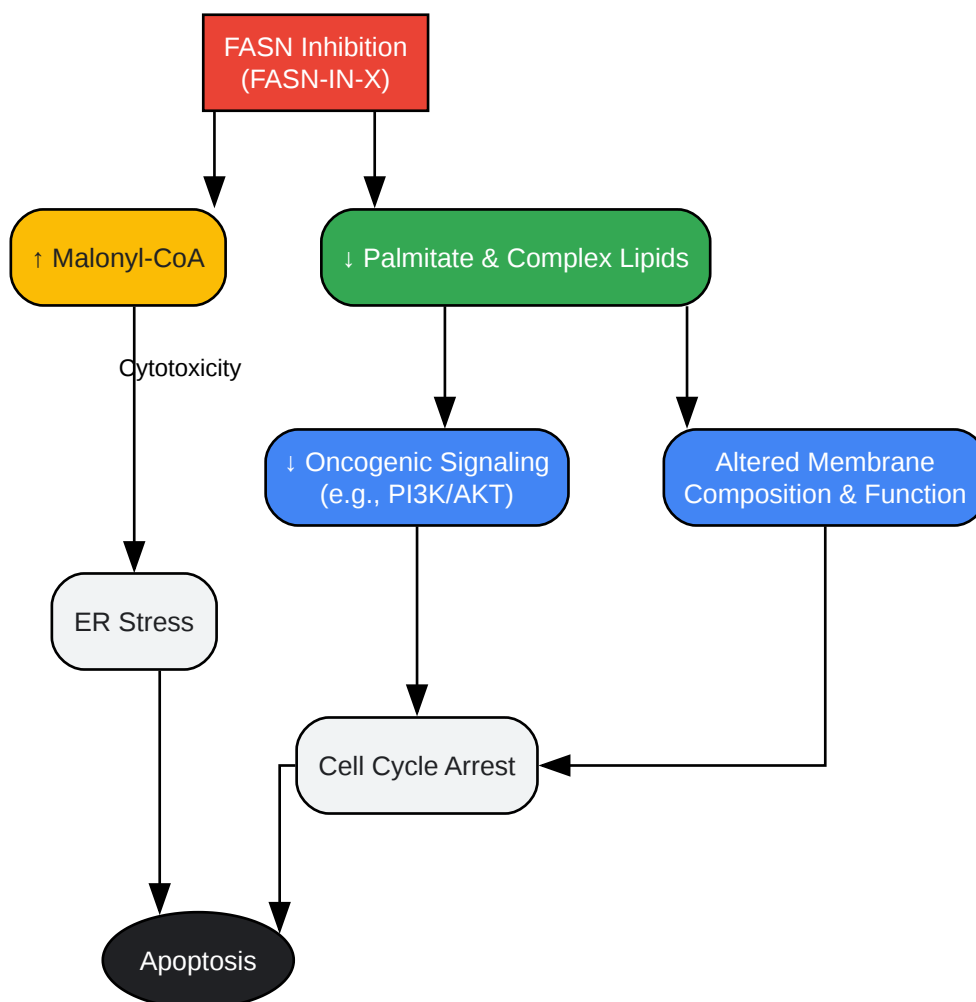 FASN Inhibition
(FASN-IN-X)
↑ Malonyl-CoA
↓ Palmitate & Complex Lipids
Cytotoxicity
↓ Oncogenic Signaling
(e.g., PI3K/AKT)
Altered Membrane
Composition & Function
ER Stress
Cell Cycle Arrest
Apoptosis